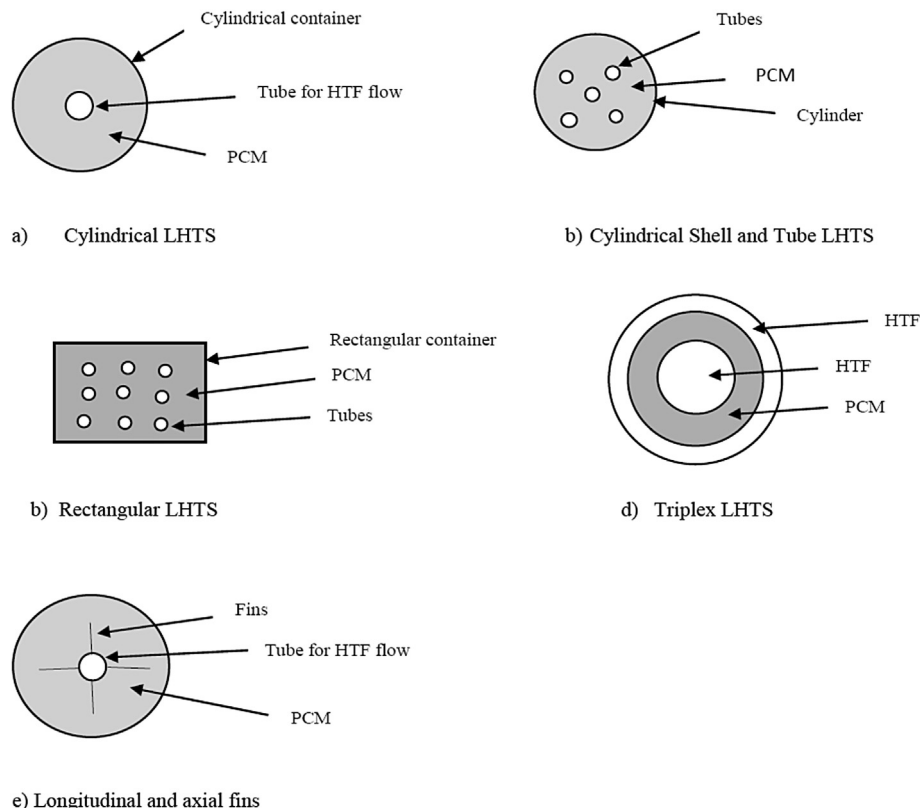 Cylindrical container
Tube for HTF flow
PCM
a) Cylindrical LHTS
Tubes
PCM
Cylinder
b) Cylindrical Shell and Tube LHTS
Rectangular container
PCM
Tubes
b) Rectangular LHTS
HTF
HTF
PCM
d) Triplex LHTS
Fins
Tube for HTF flow
PCM
e) Longitudinal and axial fins